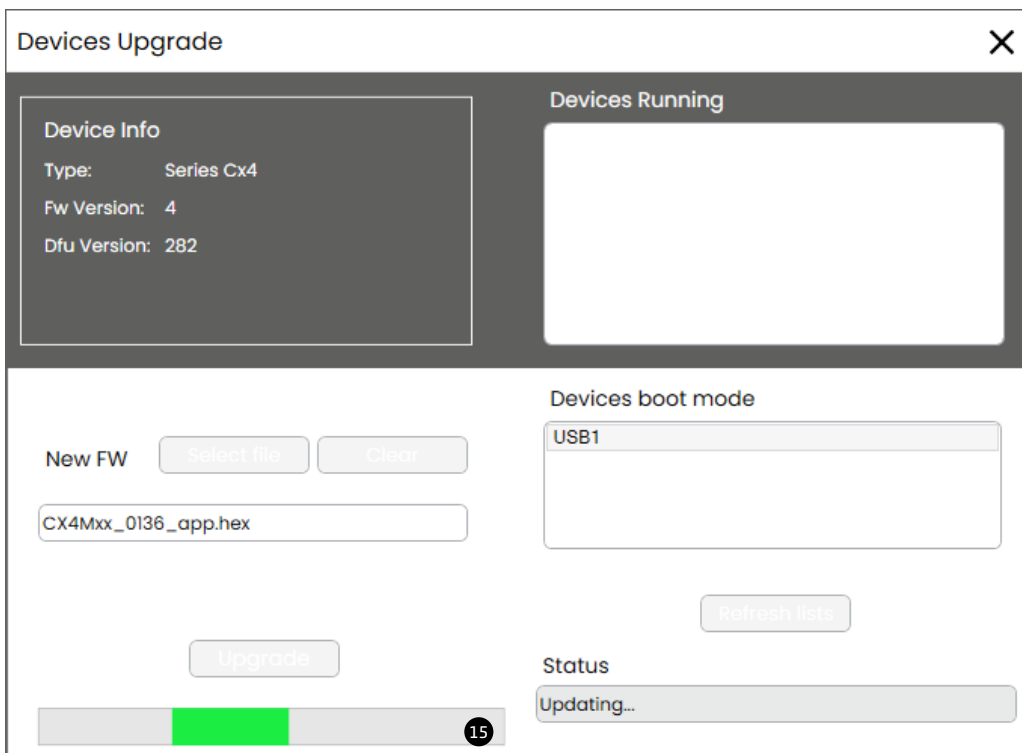 Devices Upgrade
Device Info
Type: Series Cx4
Fw Version: 4
Dfu Version: 282
Devices Running
New FW Select file Clear
CX4Mxx_0136_app.hex
Upgrade
15
Devices boot mode
USB1
Refresh lists
Status
Updating...